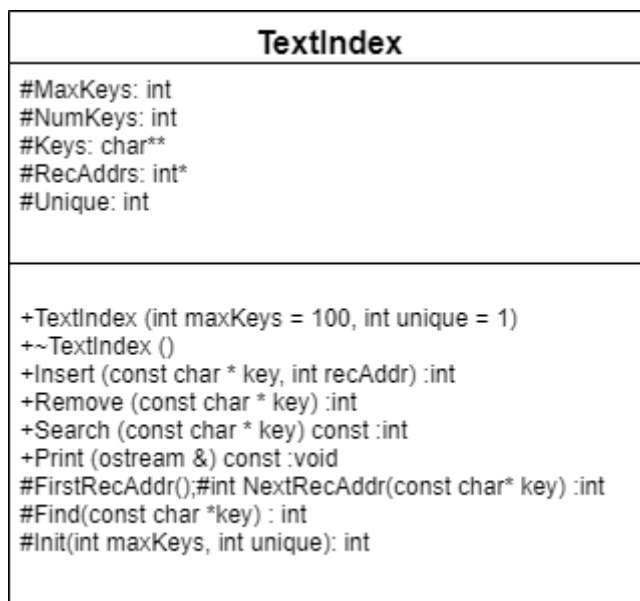 TextIndex
#MaxKeys: int
#NumKeys: int
#Keys: char**
#RecAddrs: int*
#Unique: int
+TextIndex (int maxKeys = 100, int unique = 1)
+~TextIndex ()
+Insert (const char * key, int recAddr) :int
+Remove (const char * key) :int
+Search (const char * key) const :int
+Print (ostream &) const :void
#FirstRecAddr();#int NextRecAddr(const char* key) :int
#Find(const char *key) : int
#Init(int maxKeys, int unique): int